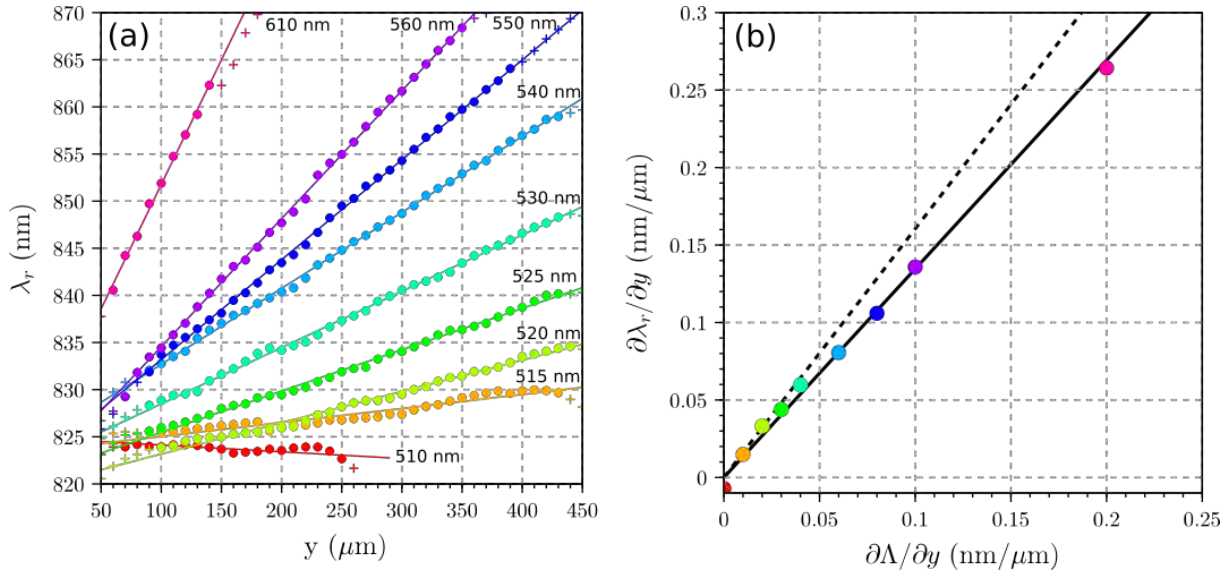 (a)
610 nm
560 nm
550 nm
540 nm
530 nm
525 nm
520 nm
515 nm
510 nm
870
865
860
855
850
845
840
835
830
825
820
λr (nm)
50 100 150 200 250 300 350 400 450
y (μm)
(b)
0.3
0.25
0.2
0.15
0.1
0.05
0
∂λr/∂y (nm/μm)
0 0.05 0.1 0.15 0.2 0.25
∂Λ/∂y (nm/μm)